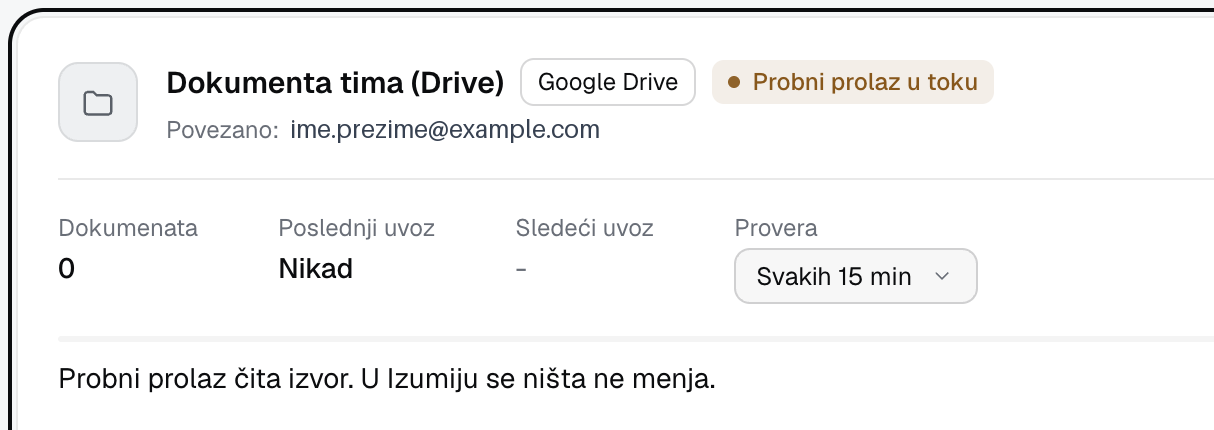 Dokumenta tima (Drive) Google Drive Probni prolaz u toku
Povezano: ime.prezime@example.com
Dokumenata Poslednji uvoz Sledeći uvoz Provera
0 Nikad - Svakih 15 min
Probni prolaz čita izvor. U Izumiju se ništa ne menja.